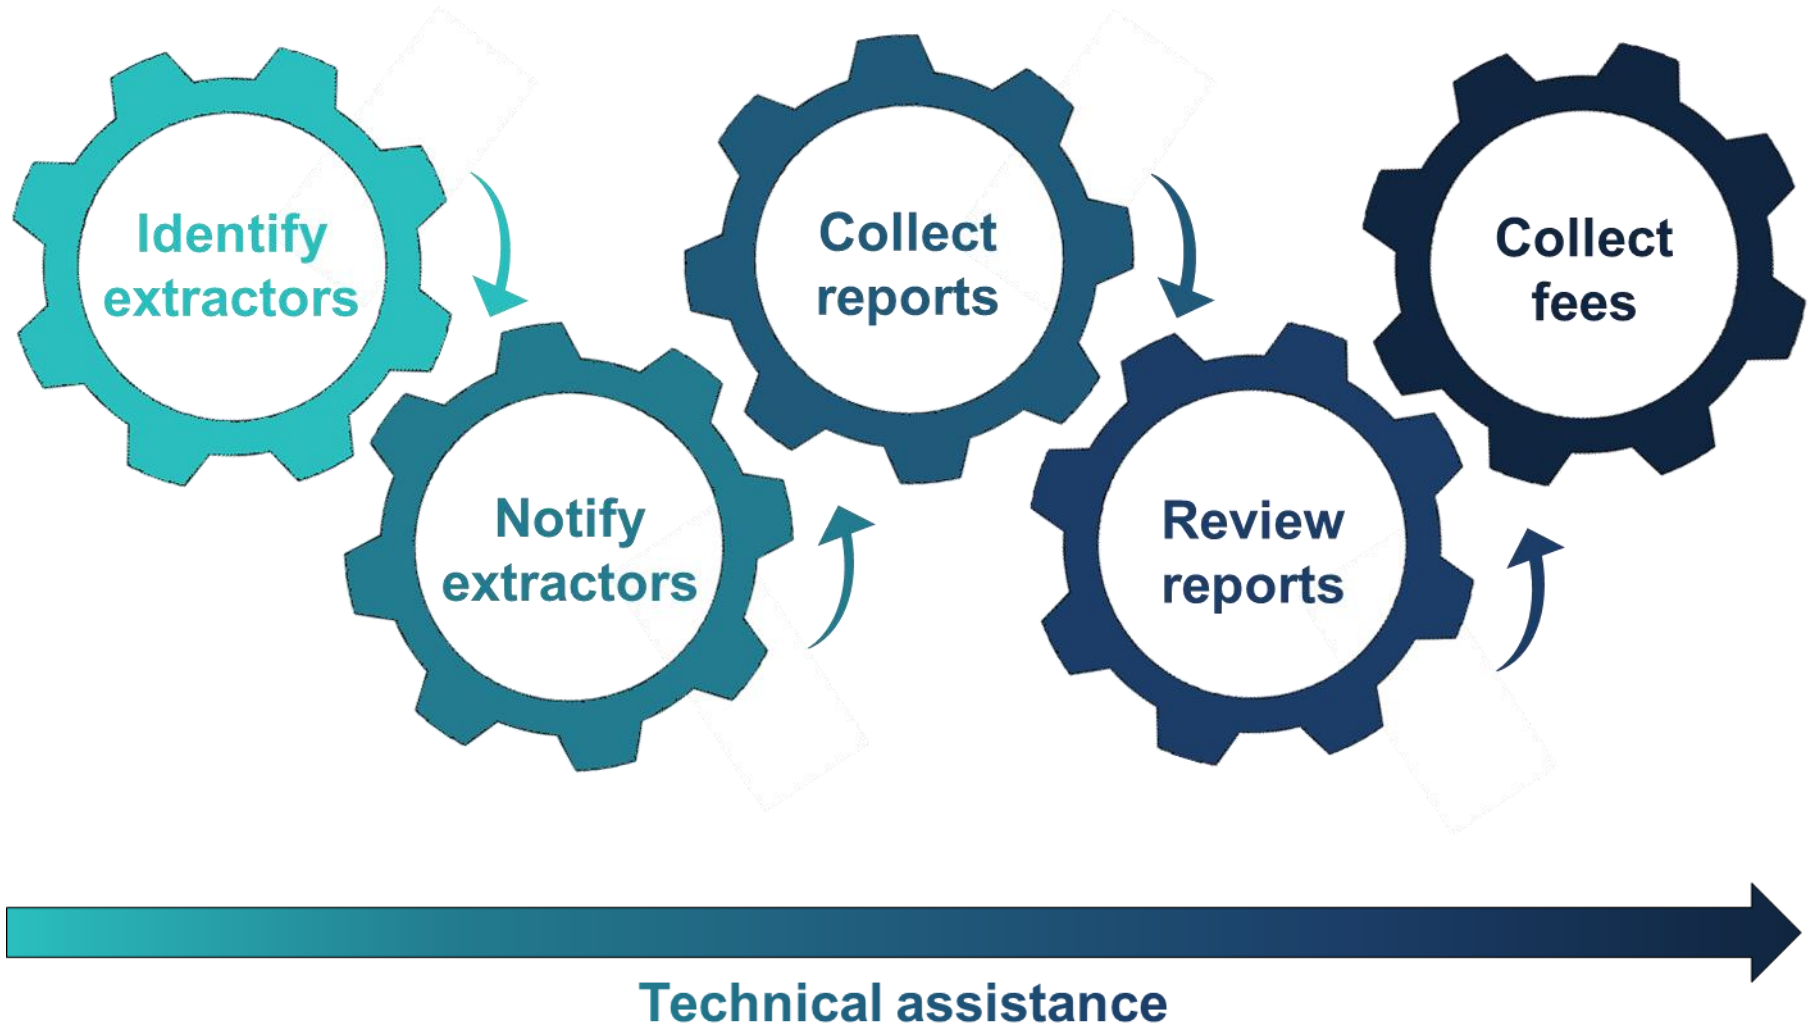 Identify
extractors
Notify
extractors
Collect
reports
Review
reports
Collect
fees
Technical assistance